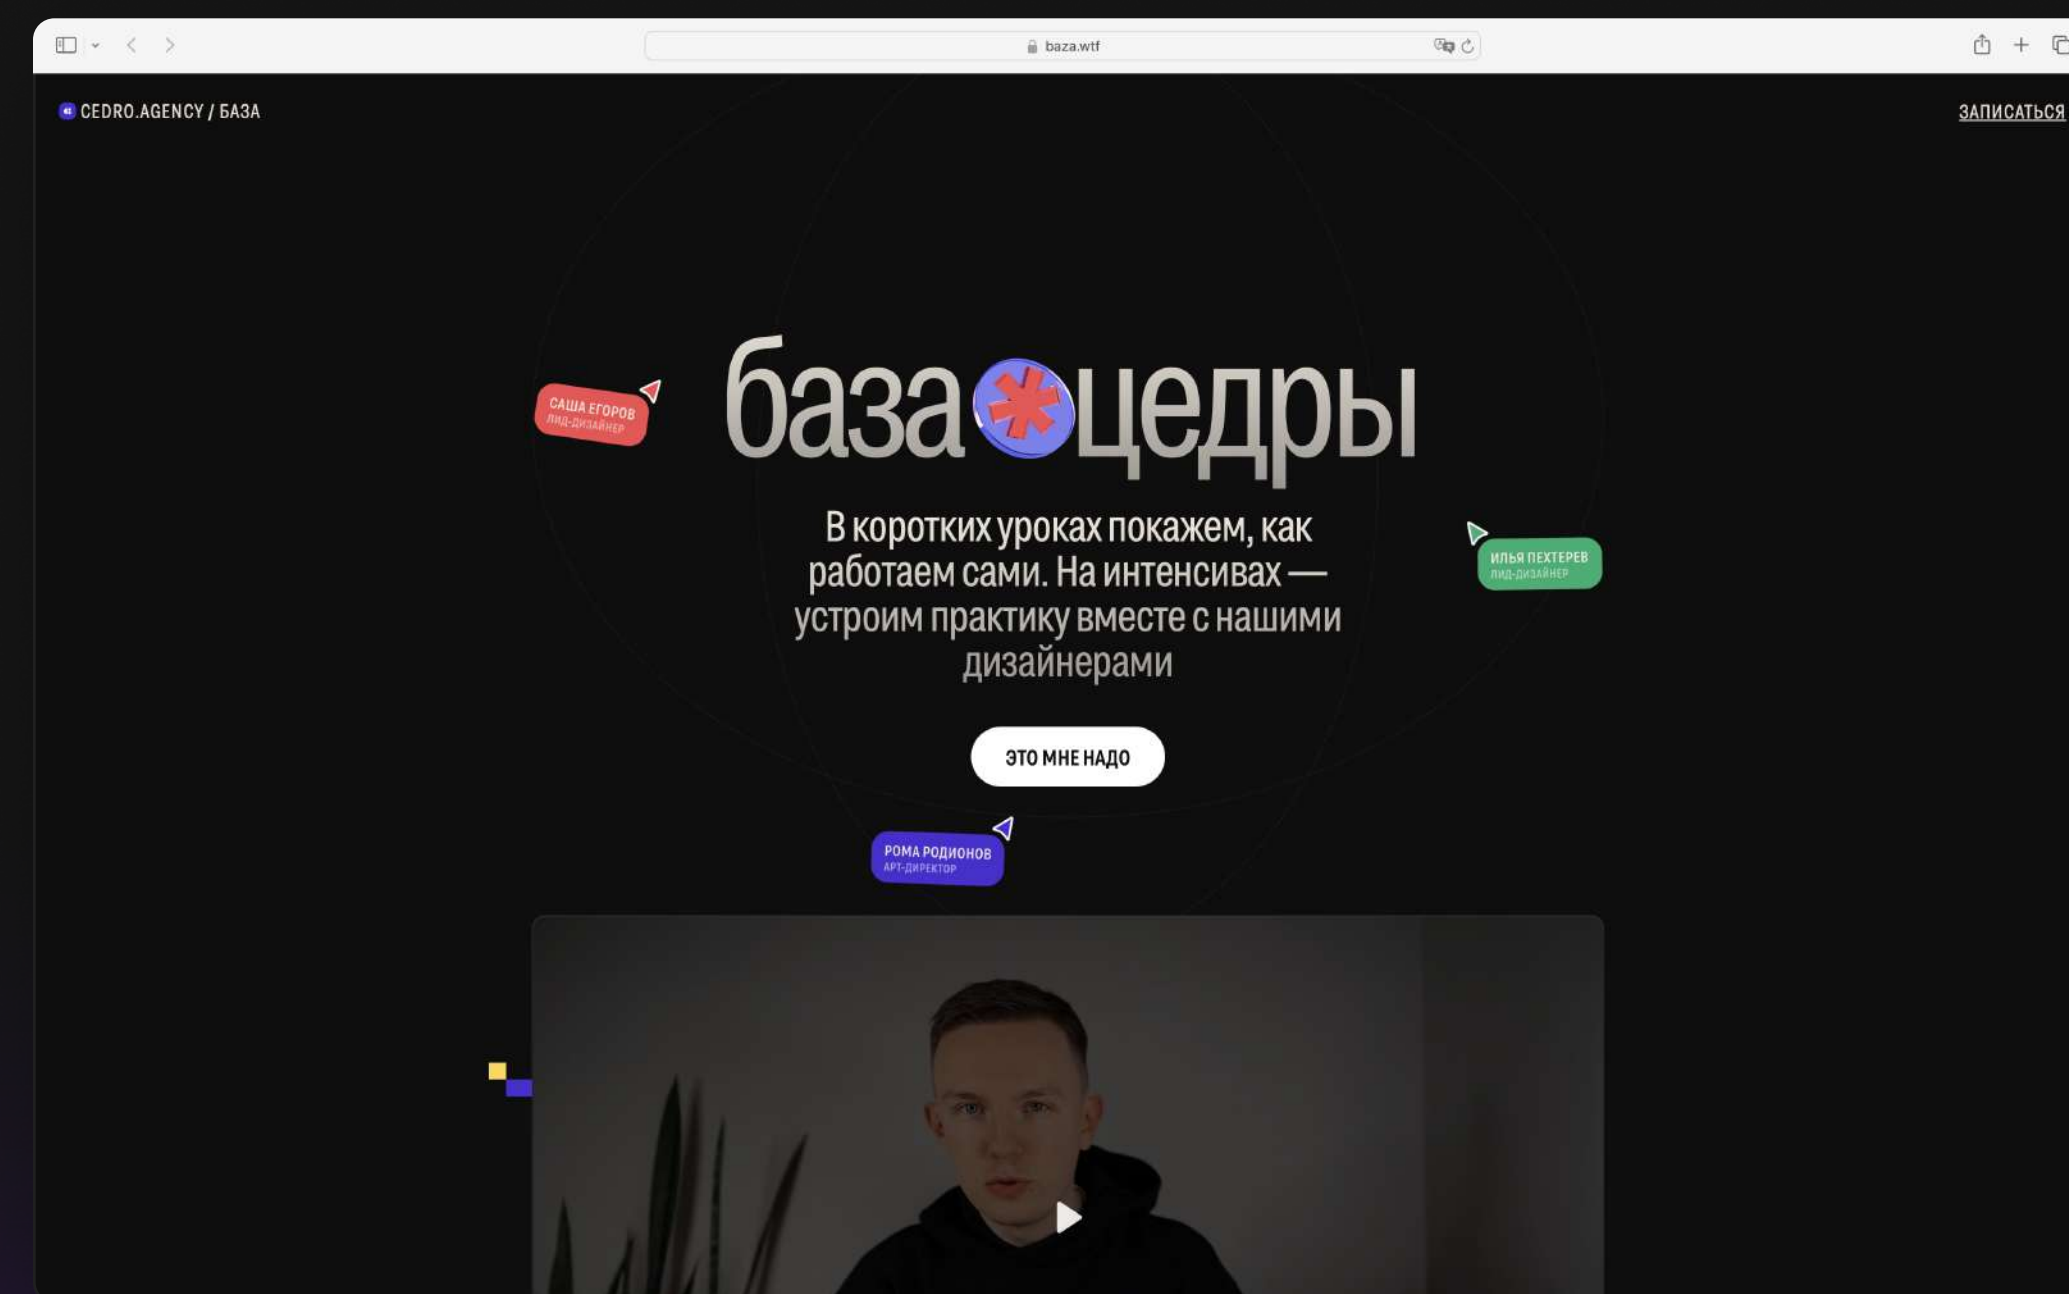 baza.wtf
CEDRO.AGENCY / БАЗА
ЗАПИСАТЬСЯ
база цедры
САША ЕГОРОВ
ЛИД-ДИЗАЙНЕР
В коротких уроках покажем, как
работаем сами. На интенсивах —
устроим практику вместе с нашими
дизайнерами
ИЛЬЯ ПЕХТЕРЕВ
ЛИД-ДИЗАЙНЕР
ЭТО МНЕ НАДО
РОМА РОДИОНОВ
АРТ-ДИРЕКТОР